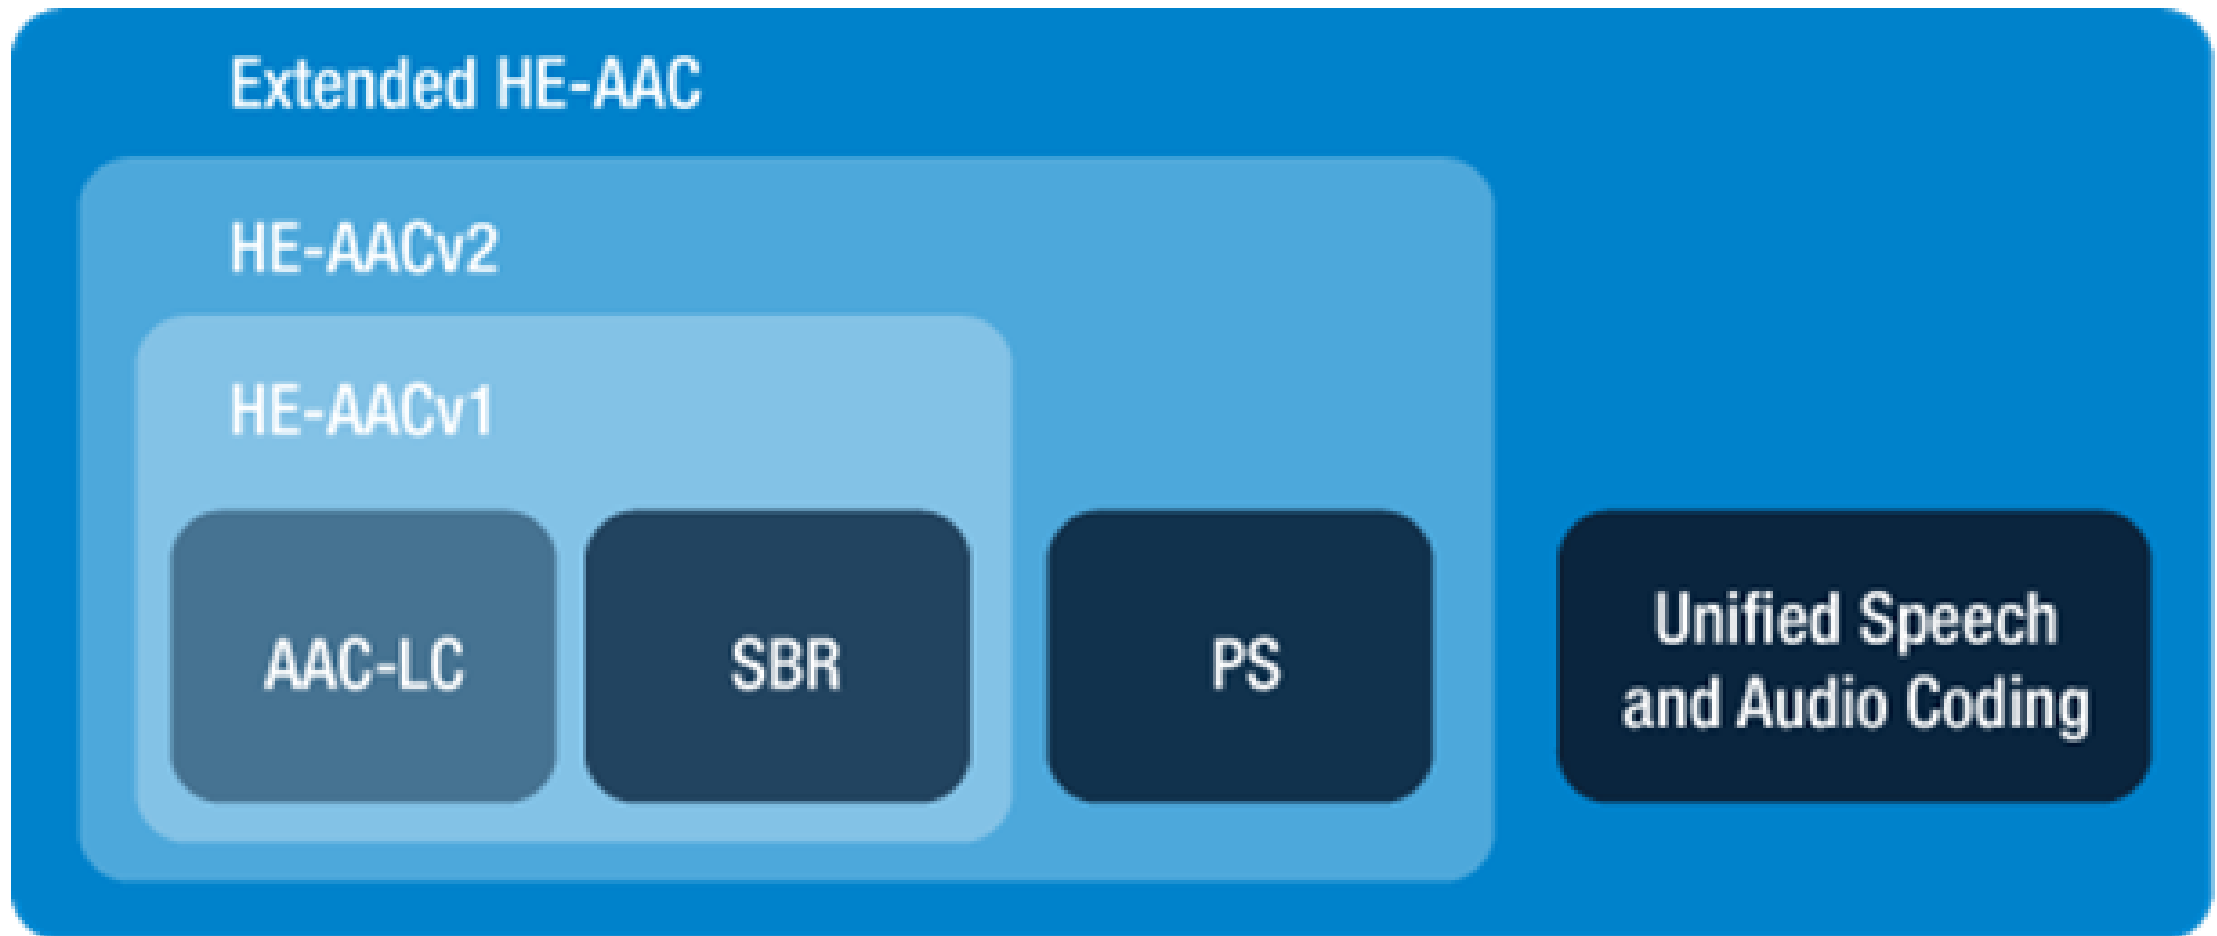 Extended HE-AAC
HE-AACv2
HE-AACv1
AAC-LC
SBR
PS
Unified Speech
and Audio Coding